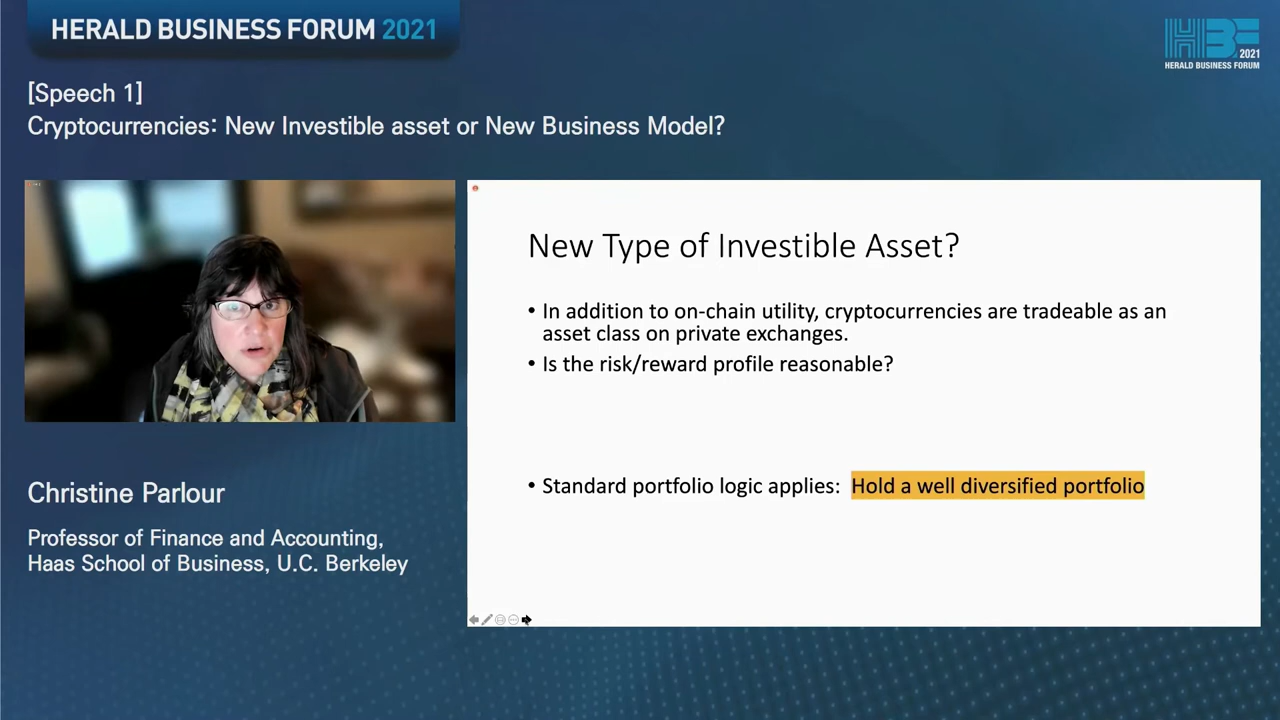 HERALD BUSINESS FORUM 2021
HBF 2021
HERALD BUSINESS FORUM
[Speech 1]
Cryptocurrencies: New Investible asset or New Business Model?
New Type of Investible Asset?
• In addition to on-chain utility, cryptocurrencies are tradeable as an
asset class on private exchanges.
• Is the risk/reward profile reasonable?
• Standard portfolio logic applies: Hold a well diversified portfolio
Christine Parlour
Professor of Finance and Accounting,
Haas School of Business, U.C. Berkeley